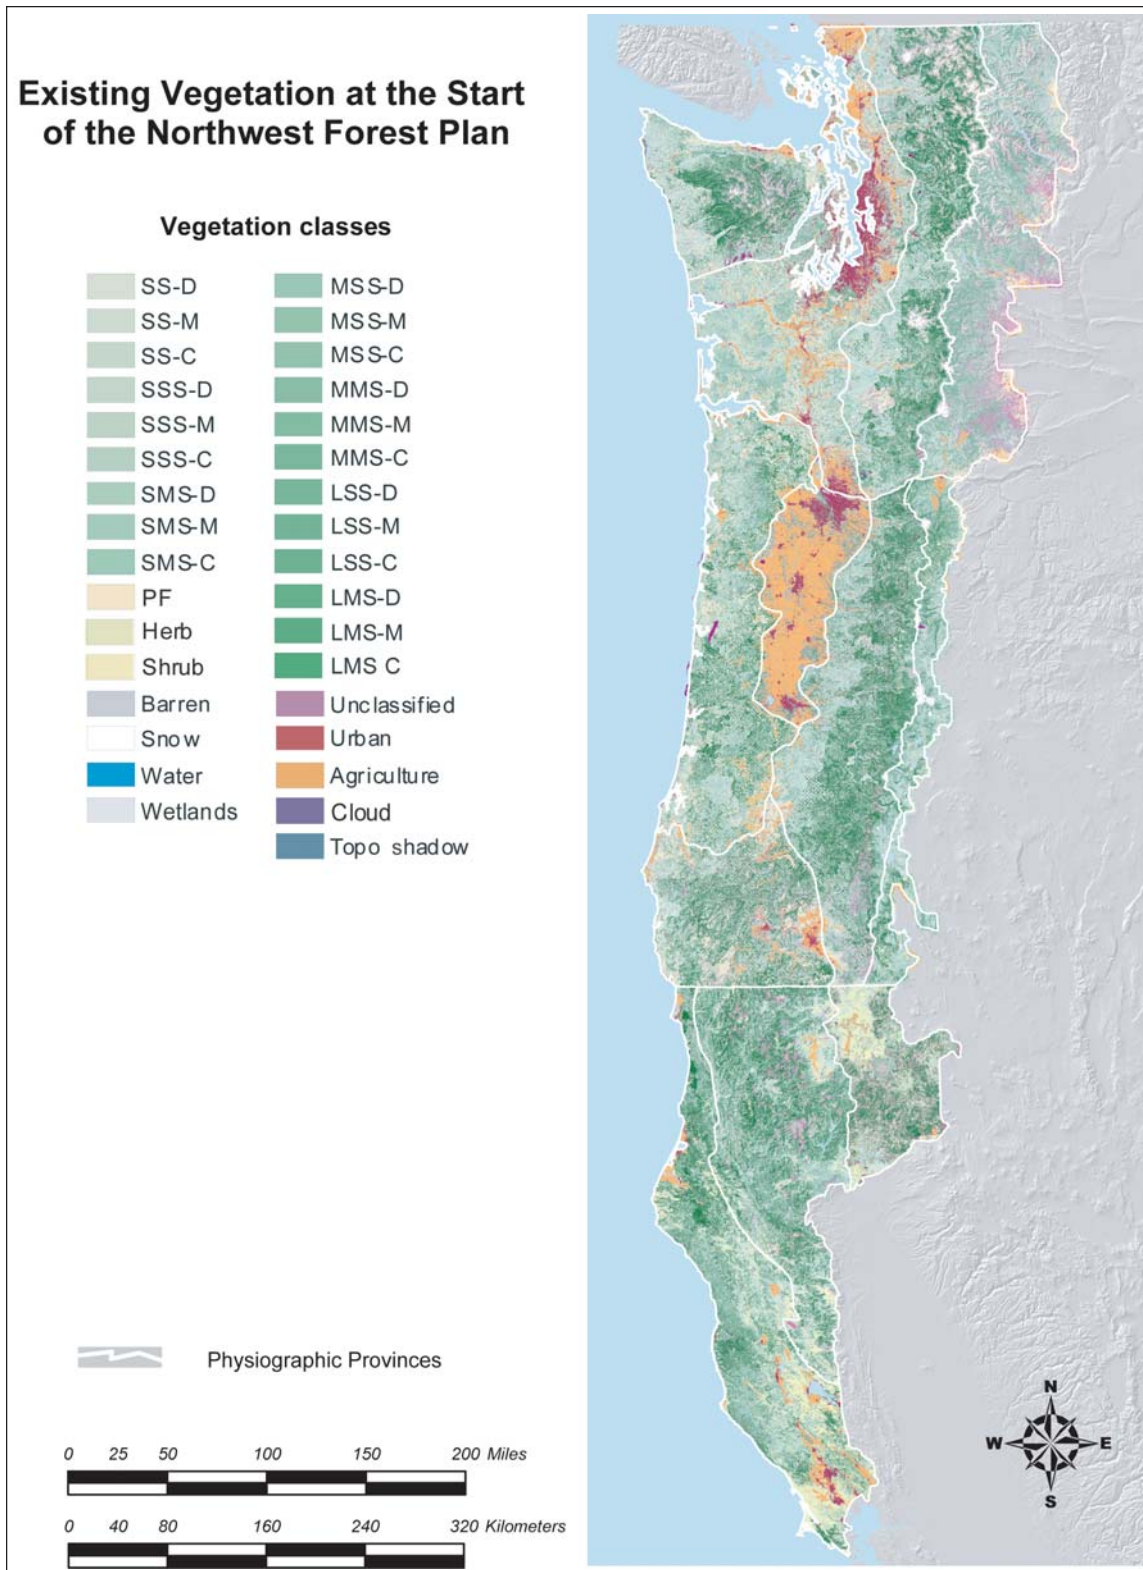 Existing Vegetation at the Start
of the Northwest Forest Plan
Vegetation classes
SS-D
SS-M
SS-C
SSS-D
SSS-M
SSS-C
SMS-D
SMS-M
SMS-C
PF
Herb
Shrub
Barren
Snow
Water
Wetlands
MSS-D
MSS-M
MSS-C
MMS-D
MMS-M
MMS-C
LSS-D
LSS-M
LSS-C
LMS-D
LMS-M
LMS C
Unclassified
Urban
Agriculture
Cloud
Topo shadow
Physiographic Provinces
0 25 50 100 150 200 Miles
0 40 80 160 240 320 Kilometers
N
W E
S